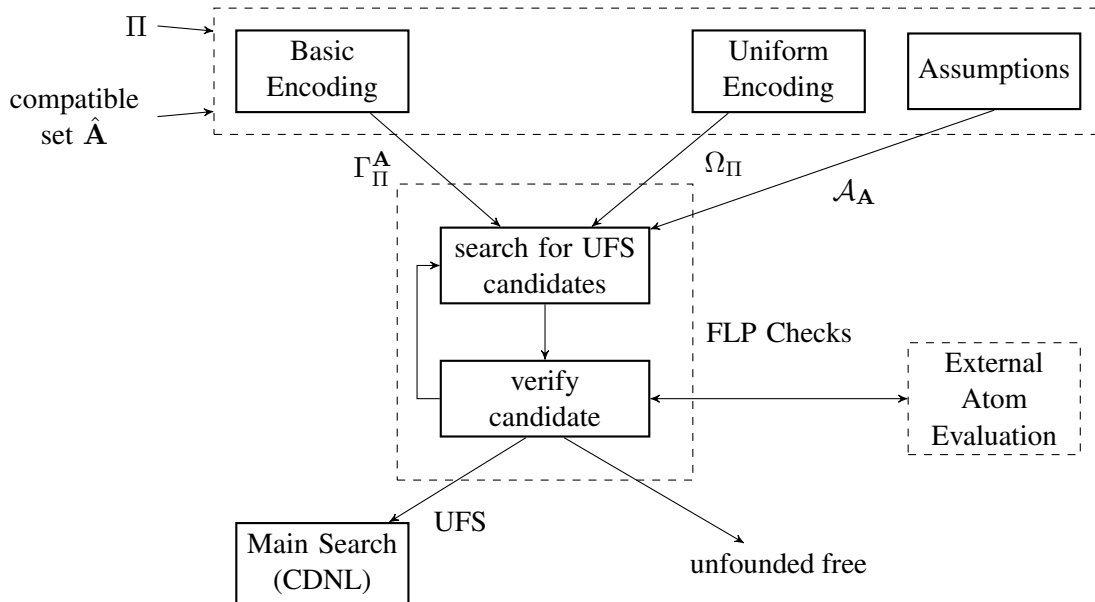 Π
compatible
set Â
Basic
Encoding
Uniform
Encoding
Assumptions
Γ_Π^A
Ω_Π
𝒜_A
search for UFS
candidates
FLP Checks
verify
candidate
External
Atom
Evaluation
UFS
Main Search
(CDNL)
unfounded free